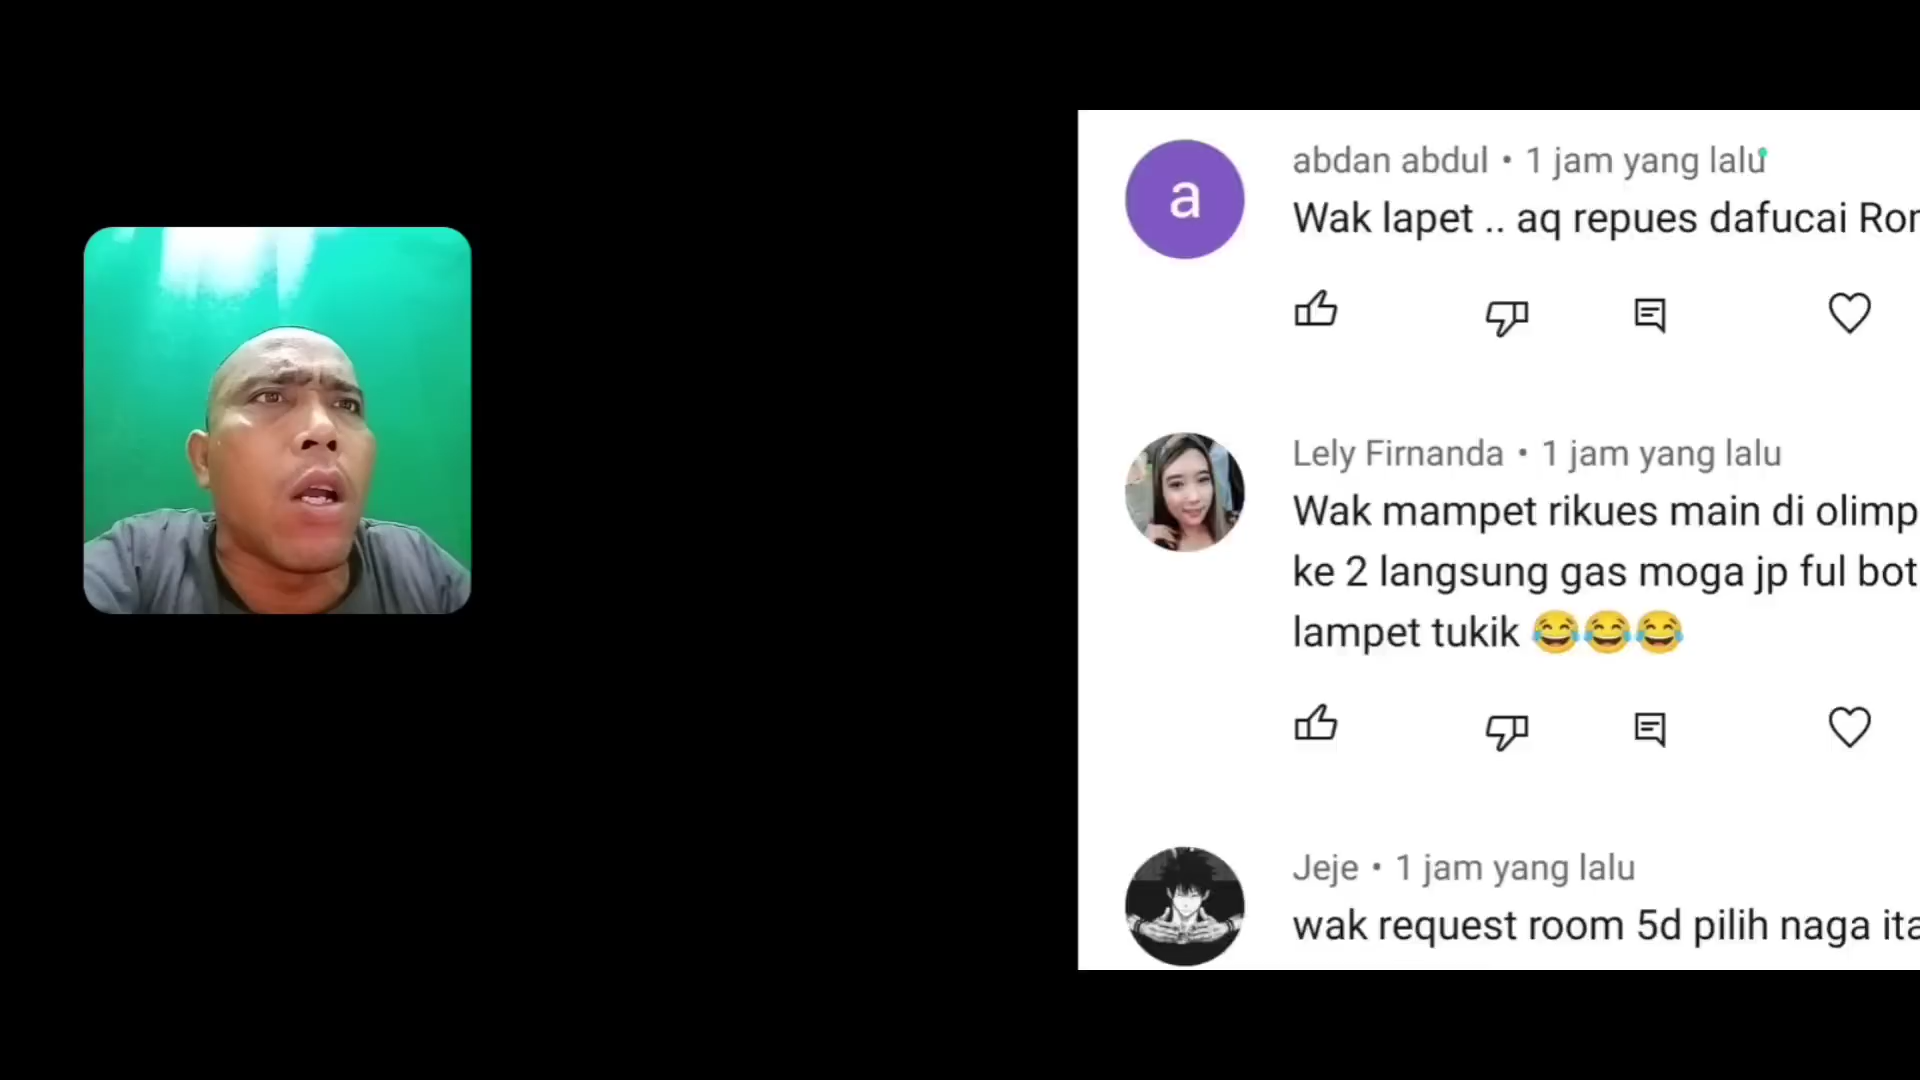 a
abdan abdul • 1 jam yang lalu
Wak lapet .. aq repues dafucai
Lely Firnanda • 1 jam yang lalu
Wak mampet rikues main di olimp
ke 2 langsung gas moga jp ful bot
lampet tukik 😂😂😂
Jeje • 1 jam yang lalu
wak request room 5d pilih naga